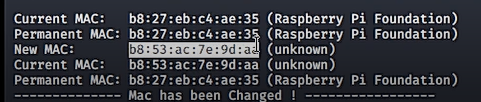 Current MAC:   b8:27:eb:c4:ae:35 (Raspberry Pi Foundation)
Permanent MAC: b8:27:eb:c4:ae:35 (Raspberry Pi Foundation)
New MAC:       b8:53:ac:7e:9d:aa (unknown)
Current MAC:   b8:53:ac:7e:9d:aa (unknown)
Permanent MAC: b8:27:eb:c4:ae:35 (Raspberry Pi Foundation)
-------------- Mac has been Changed ! -----------------